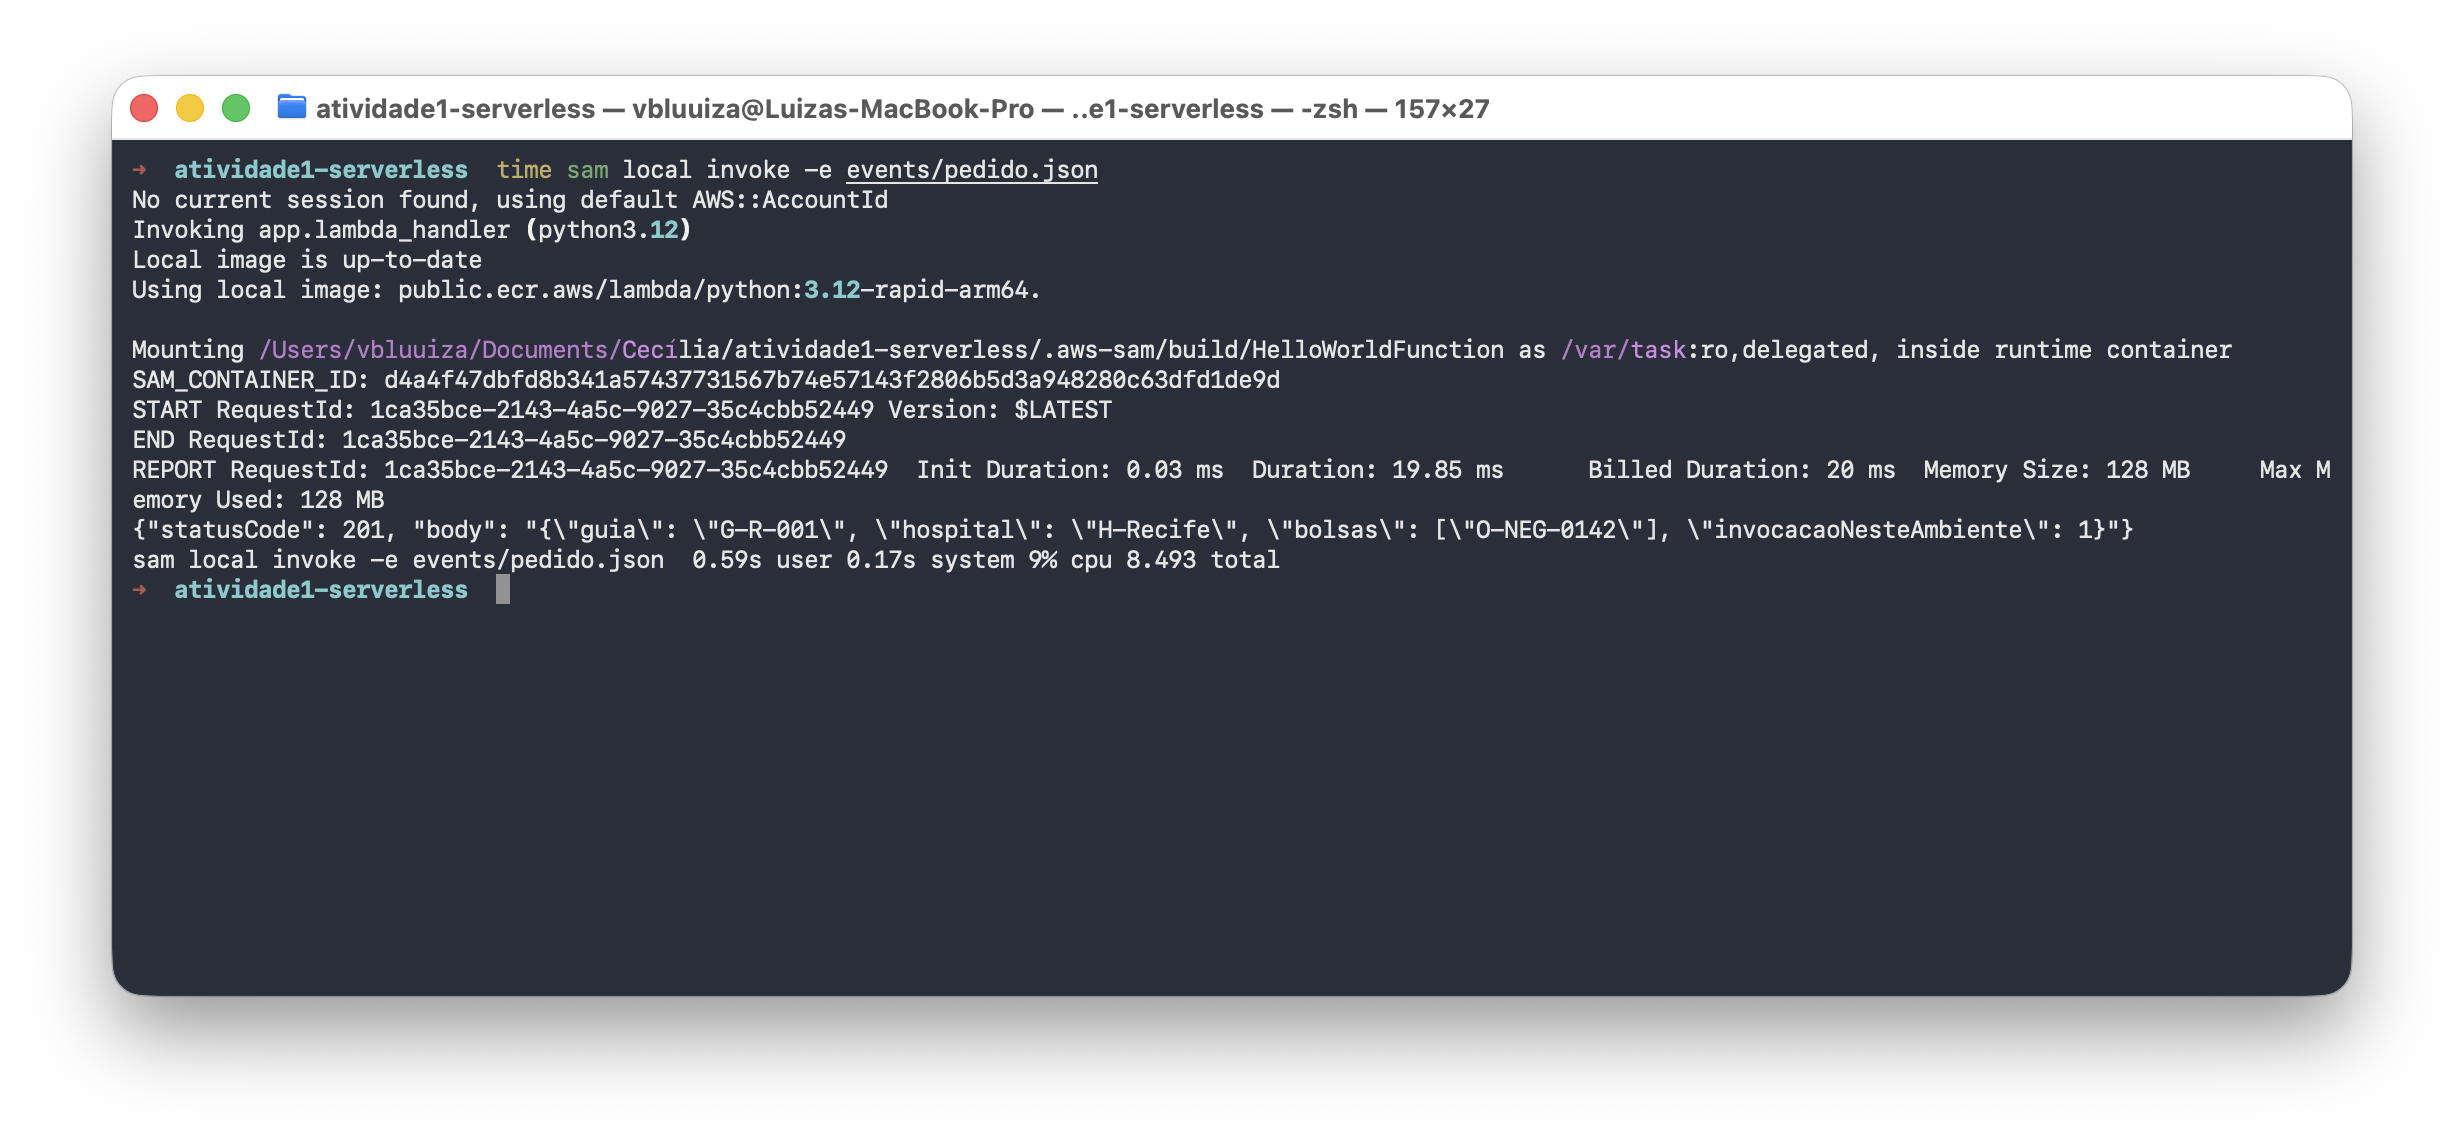 atividade1-serverless — vbluuiza@Luizas-MacBook-Pro — ..e1-serverless — -zsh — 157×27
→ atividade1-serverless time sam local invoke -e events/pedido.json
No current session found, using default AWS::AccountId
Invoking app.lambda_handler (python3.12)
Local image is up-to-date
Using local image: public.ecr.aws/lambda/python:3.12-rapid-arm64.
Mounting /Users/vbluuiza/Documents/Cecília/atividade1-serverless/.aws-sam/build/HelloWorldFunction as /var/task:ro,delegated, inside runtime container
SAM_CONTAINER_ID: d4a4f47dbfd8b341a57437731567b74e57143f2806b5d3a948280c63dfd1de9d
START RequestId: 1ca35bce-2143-4a5c-9027-35c4cbb52449 Version: $LATEST
END RequestId: 1ca35bce-2143-4a5c-9027-35c4cbb52449
REPORT RequestId: 1ca35bce-2143-4a5c-9027-35c4cbb52449  Init Duration: 0.03 ms  Duration: 19.85 ms      Billed Duration: 20 ms  Memory Size: 128 MB     Max M
emory Used: 128 MB
{"statusCode": 201, "body": "{\"guia\": \"G-R-001\", \"hospital\": \"H-Recife\", \"bolsas\": [\"O-NEG-0142\"], \"invocacaoNesteAmbiente\": 1}"}
sam local invoke -e events/pedido.json  0.59s user 0.17s system 9% cpu 8.493 total
→ atividade1-serverless